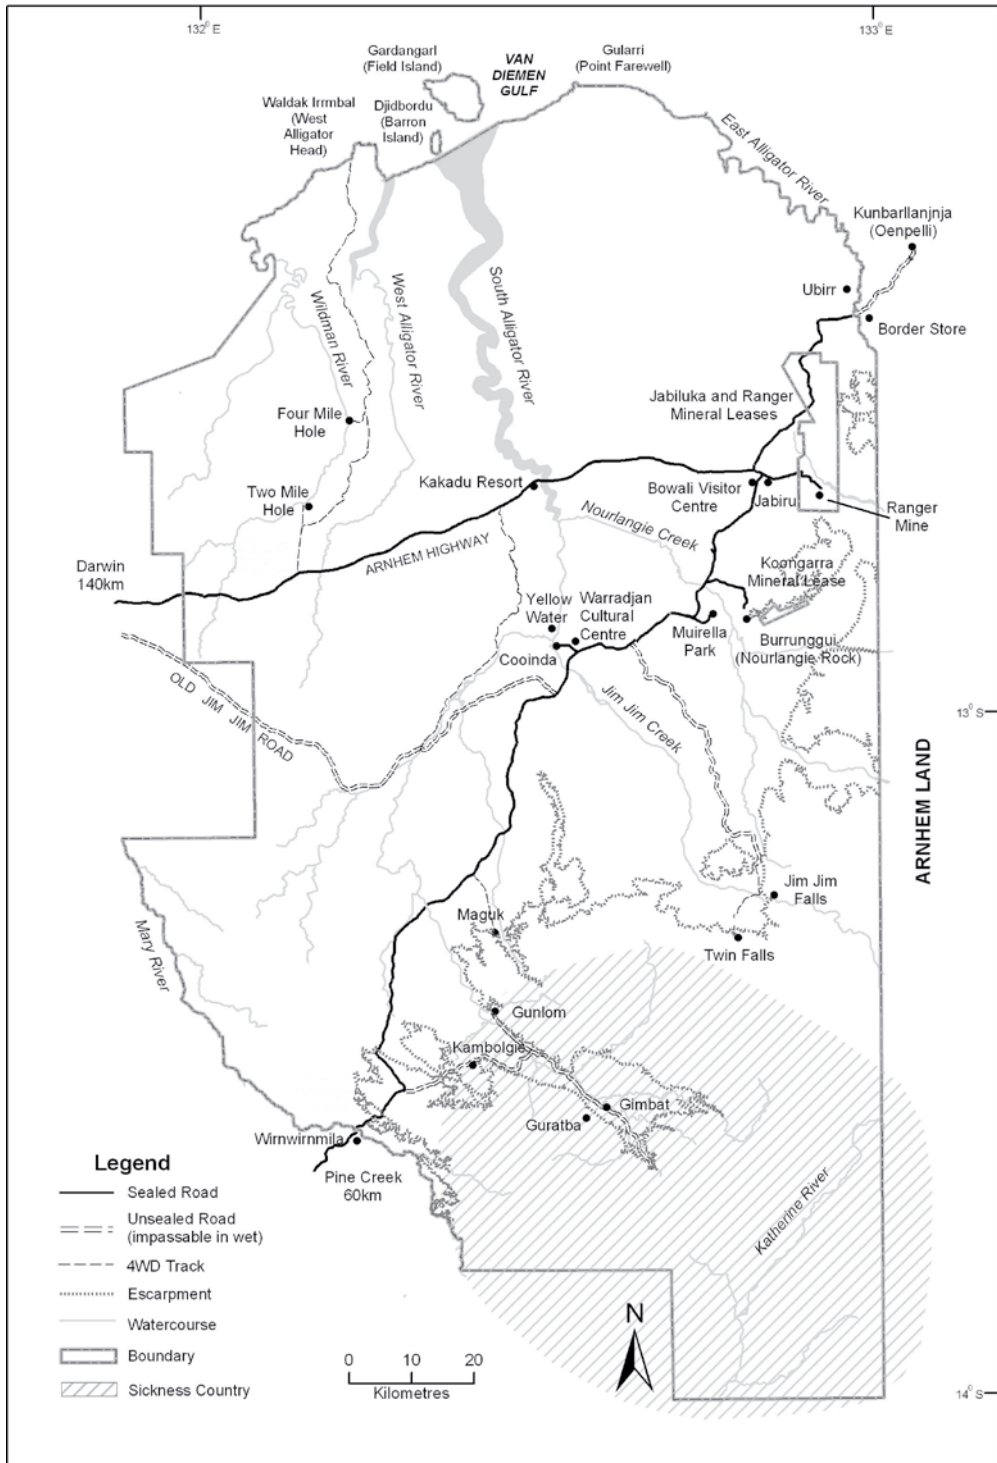 132° E
133° E
Gardangarl
(Field Island)
VAN
DIEMEN
GULF
Gularri
(Point Farewell)
Waldak Irrmbal
(West
Alligator
Head)
Djidbordu
(Barron
Island)
East Alligator River
Kunbarllanjnja
(Oenpelli)
Ubirr
Border Store
Wildman River
West Alligator River
South Alligator River
Jabiluka and Ranger
Mineral Leases
Four Mile
Hole
Two Mile
Hole
Kakadu Resort
Bowali Visitor
Centre
Jabiru
Ranger
Mine
Nourlangie Creek
ARNHEM HIGHWAY
Darwin
140km
Koongarra
Mineral Lease
Yellow
Water
Warradjan
Cultural
Centre
Cooinda
Muirella
Park
Burrunggui
(Nourlangie Rock)
OLD JIM JIM ROAD
Jim Jim Creek
13° S
ARNHEM LAND
Jim Jim
Falls
Maguk
Twin Falls
Mary River
Gunlom
Kambolgie
Gimbat
Guratba
Wirnwirnmila
Pine Creek
60km
Katherine River
Legend
Sealed Road
Unsealed Road
(impassable in wet)
4WD Track
Escarpment
Watercourse
Boundary
Sickness Country
0 10 20
Kilometres
N
14° S